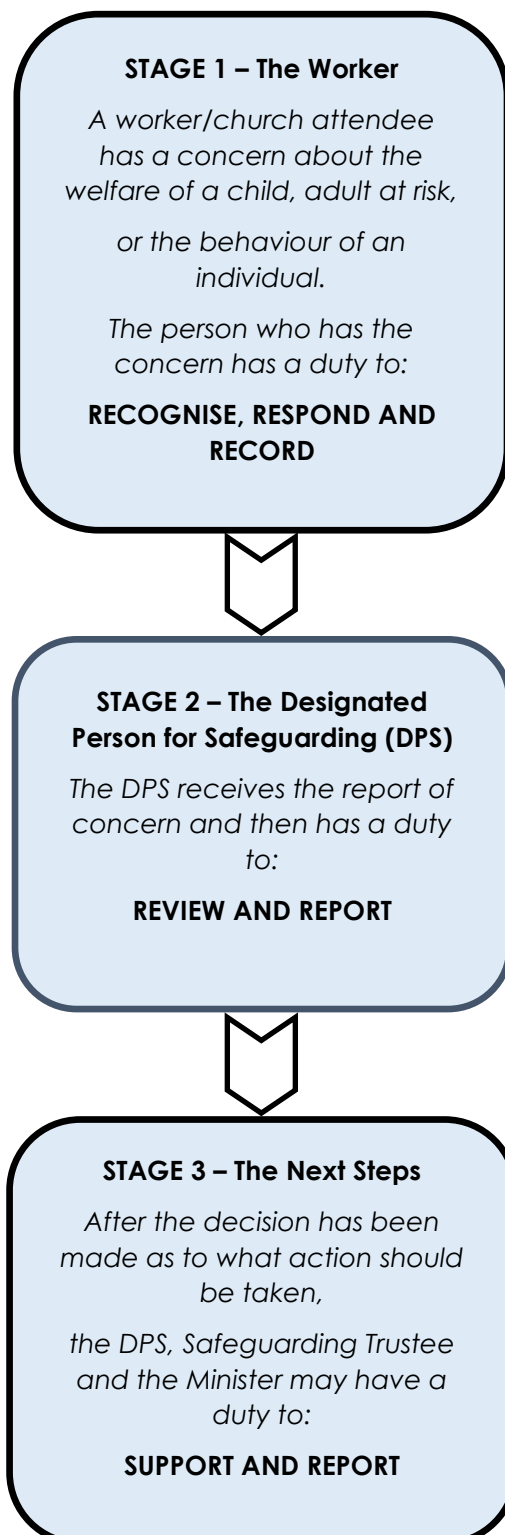 STAGE 1 – The Worker
A worker/church attendee
has a concern about the
welfare of a child, adult at risk,
or the behaviour of an
individual.
The person who has the
concern has a duty to:
RECOGNISE, RESPOND AND
RECORD
STAGE 2 – The Designated
Person for Safeguarding (DPS)
The DPS receives the report of
concern and then has a duty
to:
REVIEW AND REPORT
STAGE 3 – The Next Steps
After the decision has been
made as to what action should
be taken,
the DPS, Safeguarding Trustee
and the Minister may have a
duty to:
SUPPORT AND REPORT